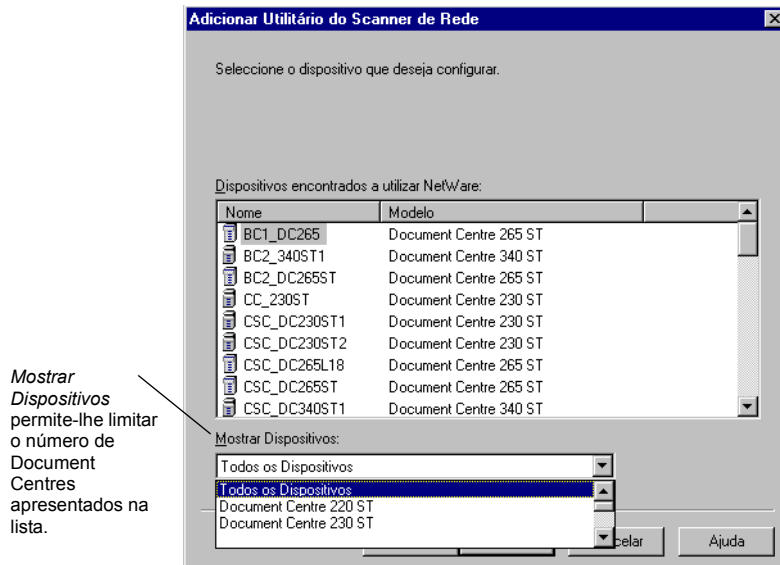 Adicionar Utilitário do Scanner de Rede
Seleccione o dispositivo que deseja configurar.
Dispositivos encontrados a utilizar NetWare:
Nome Modelo
BC1_DC265 Document Centre 265 ST
BC2_340ST1 Document Centre 340 ST
BC2_DC265ST Document Centre 265 ST
CC_230ST Document Centre 230 ST
CSC_DC230ST1 Document Centre 230 ST
CSC_DC230ST2 Document Centre 230 ST
CSC_DC265L18 Document Centre 265 ST
CSC_DC265ST Document Centre 265 ST
CSC_DC340ST1 Document Centre 340 ST
Mostrar Dispositivos:
Todos os Dispositivos
Todos os Dispositivos
Document Centre 220 ST
Document Centre 230 ST
celar Ajuda
Mostrar
Dispositivos
permite-lhe limitar
o número de
Document
Centres
apresentados na
lista.